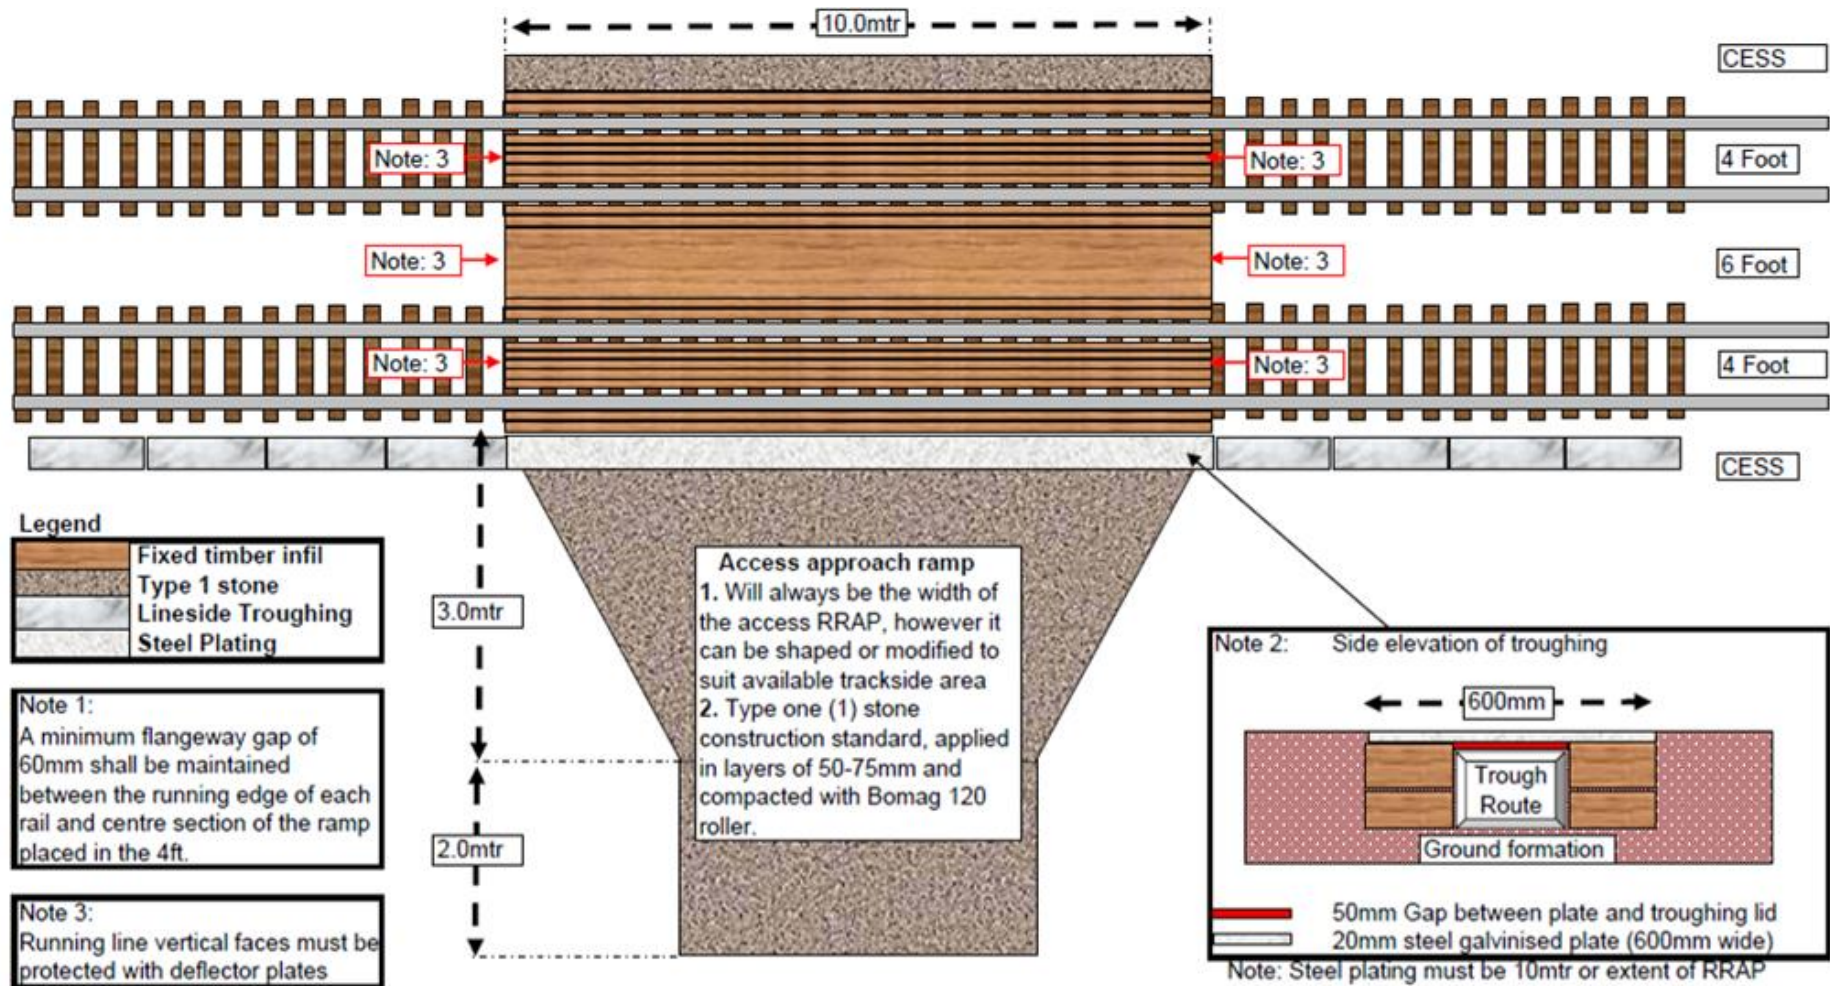 10.0mtr
CESS
Note: 3
Note: 3
4 Foot
Note: 3
Note: 3
6 Foot
Note: 3
Note: 3
4 Foot
CESS
Legend
Fixed timber infil
Type 1 stone
Lineside Troughing
Steel Plating
3.0mtr
2.0mtr
Note 1:
A minimum flangeway gap of
60mm shall be maintained
between the running edge of each
rail and centre section of the ramp
placed in the 4ft.
Note 3:
Running line vertical faces must be
protected with deflector plates
Access approach ramp
1. Will always be the width of
the access RRAP, however it
can be shaped or modified to
suit available trackside area
2. Type one (1) stone
construction standard, applied
in layers of 50-75mm and
compacted with Bomag 120
roller.
Note 2: Side elevation of troughing
600mm
Trough
Route
Ground formation
50mm Gap between plate and troughing lid
20mm steel galvinised plate (600mm wide)
Note: Steel plating must be 10mtr or extent of RRAP